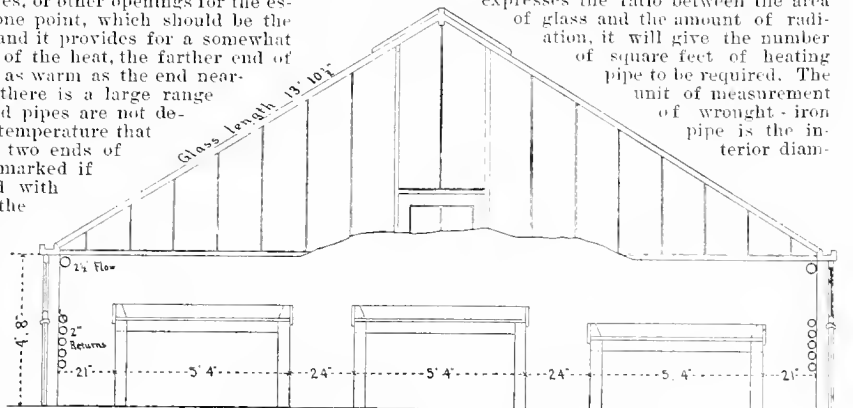 es, or other openings for the es-
one point, which should be the
and it provides for a somewhat
of the heat, the farther end of
as warm as the end near-
there is a large range
d pipes are not de-
temperature that
two ends of
marked if
d with
the
expresses the ratio between the area
of glass and the amount of radi-
ation, it will give the number
of square feet of heating
pipe to be required. The
unit of measurement
of wrought-iron
pipe is the in-
terior diam-
Glass length 13' 10½"
2½" Flow
2"
Returns
4' 8"
21" 5' 4" 24" 5' 4" 24" 5' 4" 21"